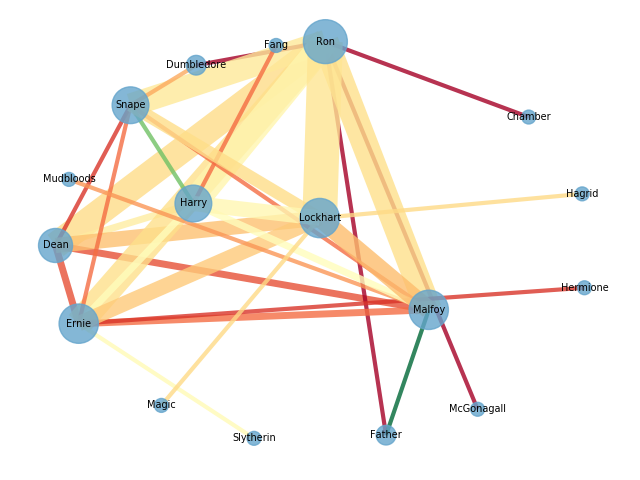 Ron
Fang
Dumbledore
Snape
Chamber
Mudbloods
Hagrid
Harry
Lockhart
Dean
Hermione
Malfoy
Ernie
Magic
McGonagall
Father
Slytherin